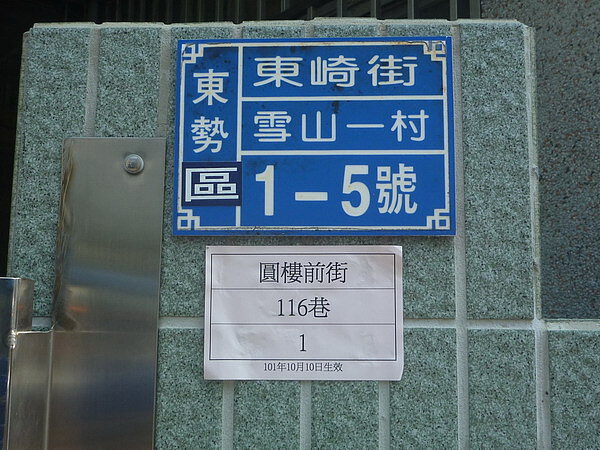 東勢區
東崎街
雪山一村
1-5號
圓樓前街
116巷
1
101年10月10日生效